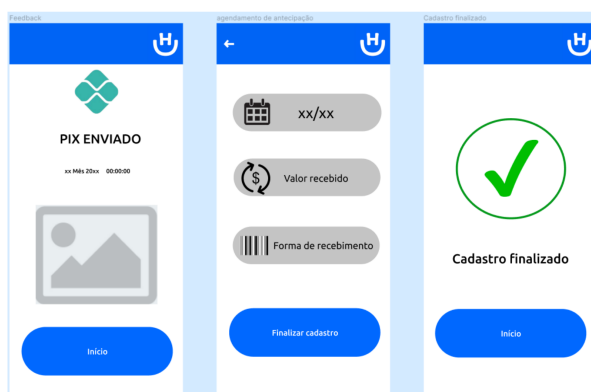 Feedback
PIX ENVIADO
xx Mês 20xx 00:00:00
Início
agendamento de antecipação
xx/xx
$
Valor recebido
Forma de recebimento
Finalizar cadastro
Cadastro finalizado
Cadastro finalizado
Início